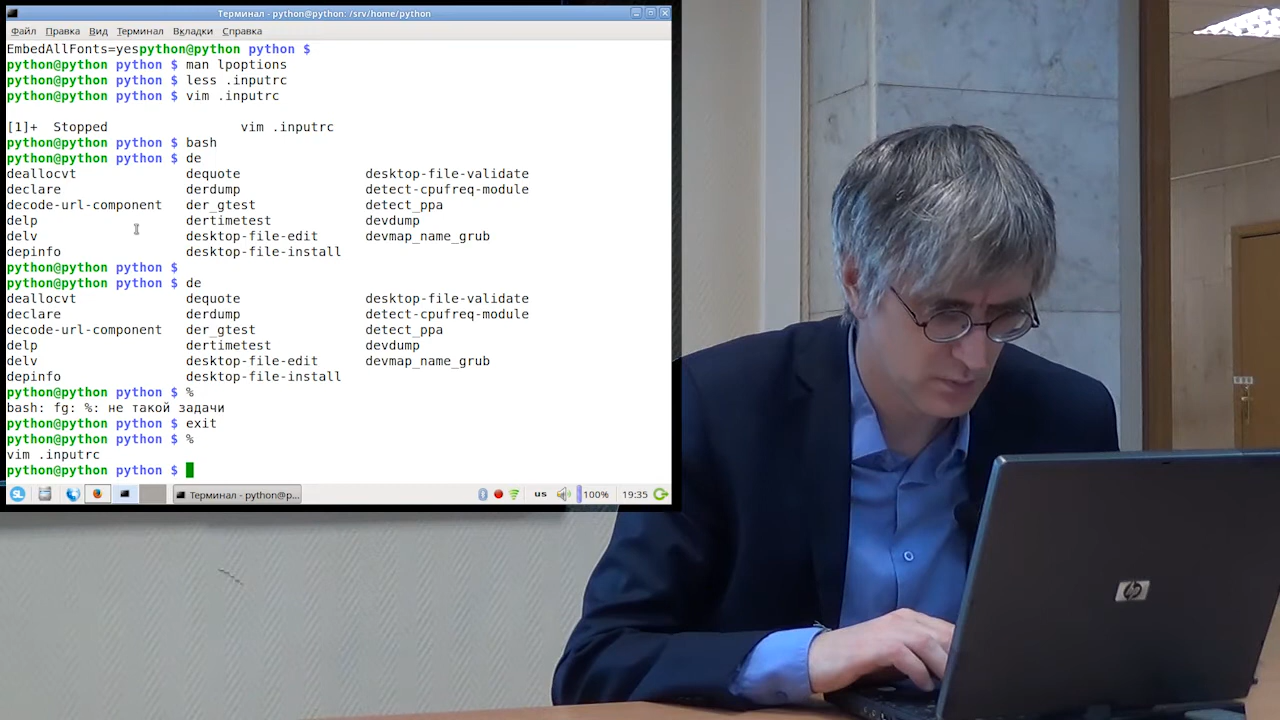 Терминал - python@python: /srv/home/python
Файл Правка Вид Терминал Вкладки Справка
EmbedAllFonts=yespython@python python $
python@python python $ man lpoptions
python@python python $ less .inputrc
python@python python $ vim .inputrc
[1]+ Stopped vim .inputrc
python@python python $ bash
python@python python $ de
deallocvt dequote desktop-file-validate
declare derdump detect-cpufreq-module
decode-url-component der_gtest detect_ppa
delp dertimetest devdump
delv desktop-file-edit devmap_name_grub
depinfo desktop-file-install
python@python python $
python@python python $ de
deallocvt dequote desktop-file-validate
declare derdump detect-cpufreq-module
decode-url-component der_gtest detect_ppa
delp dertimetest devdump
delv desktop-file-edit devmap_name_grub
depinfo desktop-file-install
python@python python $ %
bash: fg: %: не такой задачи
python@python python $ exit
python@python python $ %
vim .inputrc
python@python python $
SL Терминал - python@p... us 100% 19:35
hp